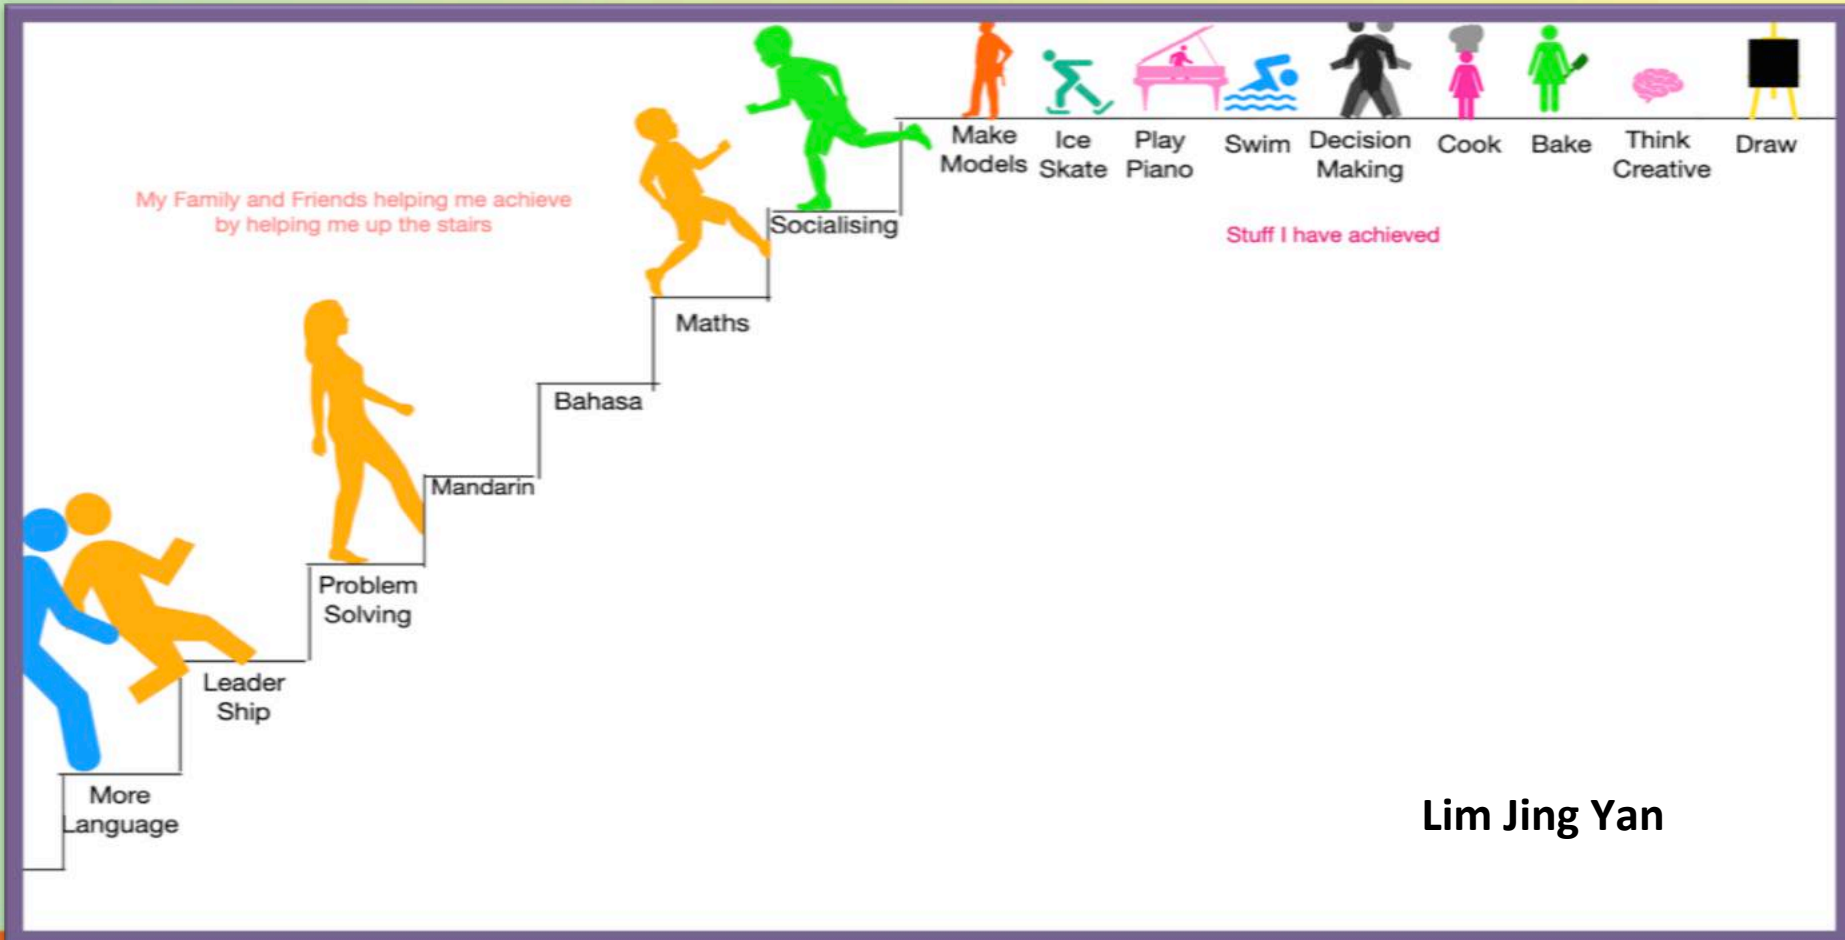 Make Models
Ice Skate
Play Piano
Swim
Decision Making
Cook
Bake
Think Creative
Draw
My Family and Friends helping me achieve
by helping me up the stairs
Socialising
Stuff I have achieved
Maths
Bahasa
Mandarin
Problem
Solving
Leader
Ship
More
Language
Lim Jing Yan